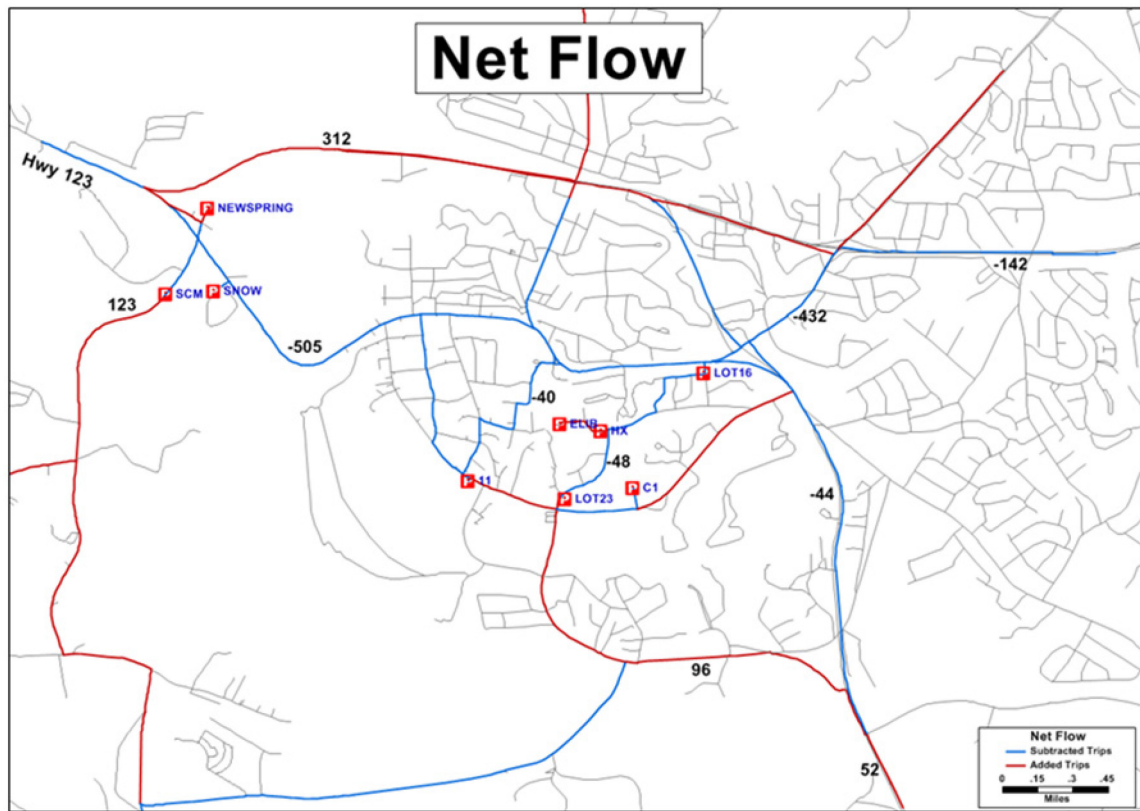 Net Flow
312
Hwy 123
NEWSPRING
-142
SCM
SNOW
123
-432
-505
LOT16
-40
ELIB
HX
-48
11
C1
LOT23
-44
96
52
Net Flow
Subtracted Trips
Added Trips
0 .15 .3 .45
Miles